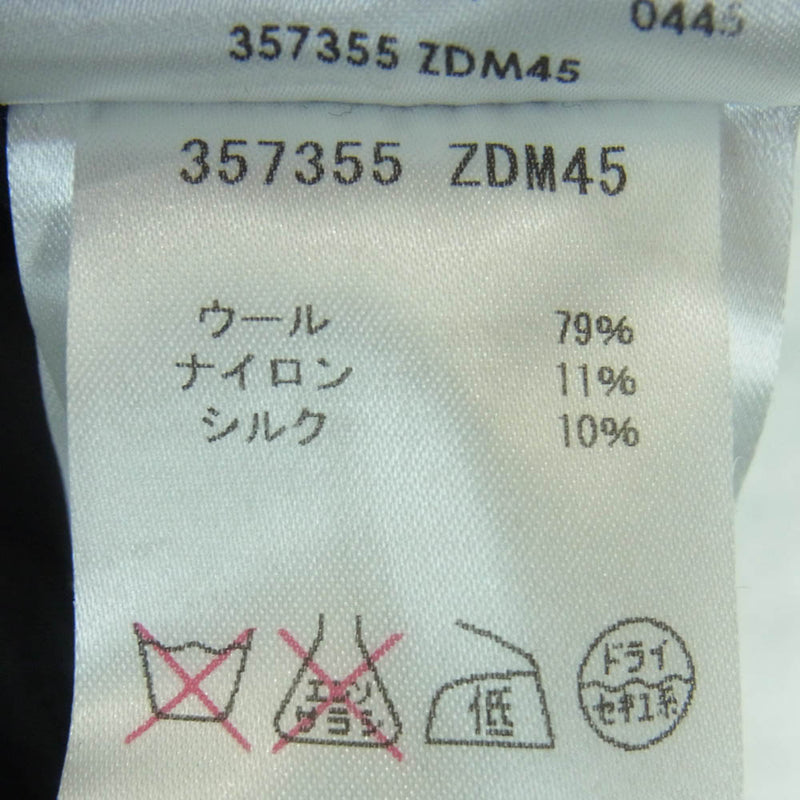 0445
357355 ZDM45
357355 ZDM45
ウール 79%
ナイロン 11%
シルク 10%
エンソ
サラシ
低
ドライ
セキユ系